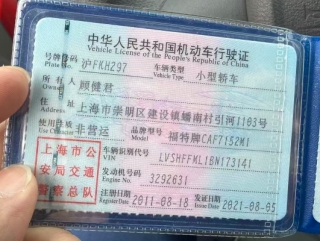 中华人民共和国机动车行驶证
Vehicle License of the People's Republic of China
号牌号码 沪FKH297 车辆类型 小型轿车
Plate No. Vehicle Type
所有人 顾健君
Owner
住址 上海市崇明区建设镇蟠南村引河1103号
使用性质 非营运 品牌型号 福特牌CAF7152M1
Use Character Model
上海市公安局交通警察总队
车辆识别代号 LVSHFFML1BN173141
VIN
发动机号码 3292631
Engine No.
注册日期 2011-08-18 发证日期 2021-08-05
Register Date Issue Date